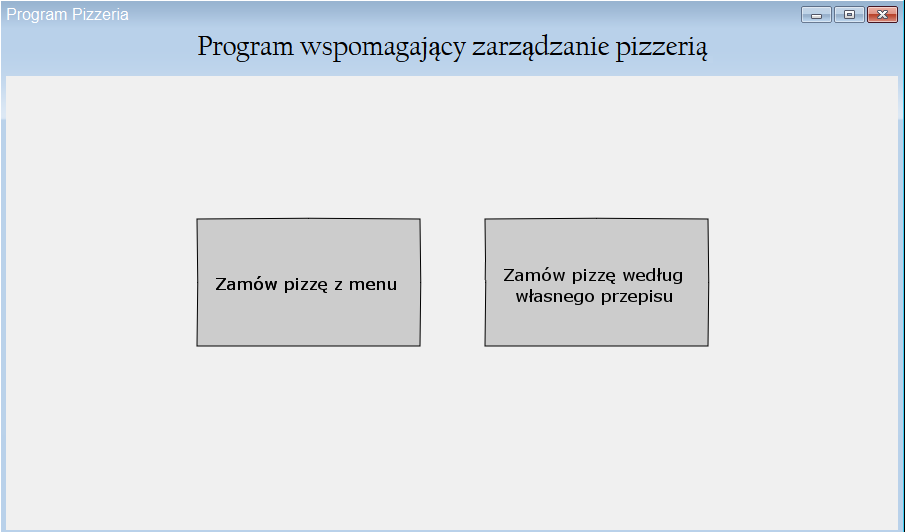 Program Pizzeria
Program wspomagający zarządzanie pizzerią
Zamów pizzę z menu
Zamów pizzę według
własnego przepisu